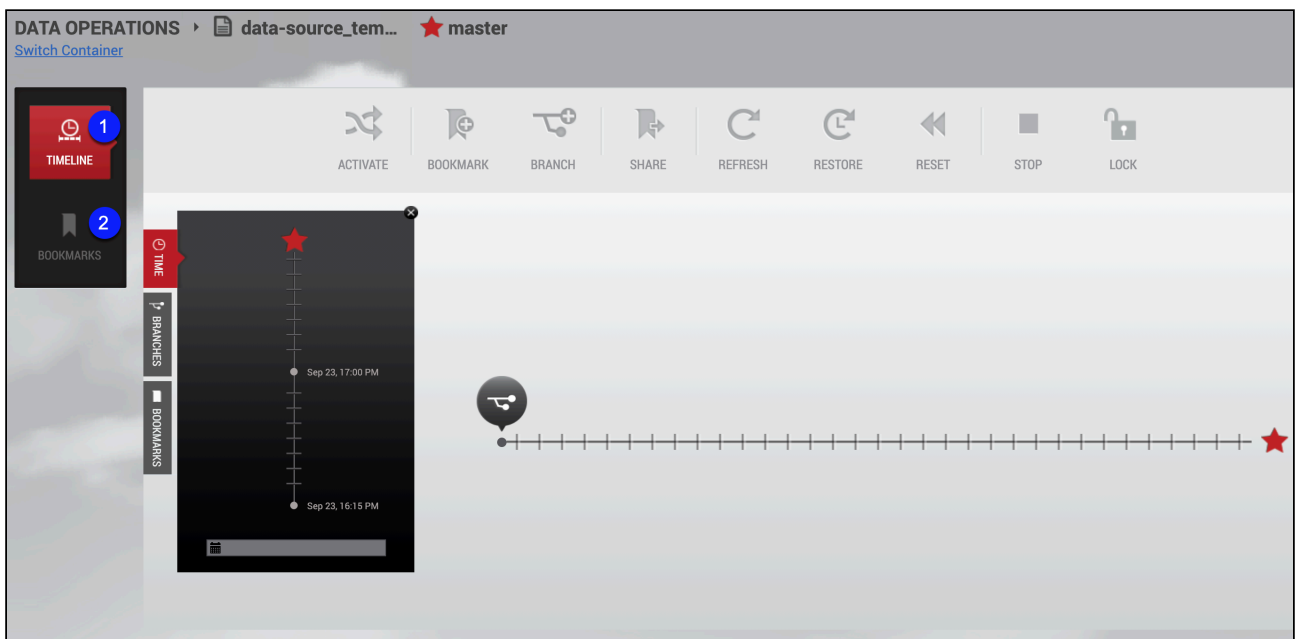 DATA OPERATIONS data-source_tem... master
Switch Container
1
TIMELINE
2
BOOKMARKS
ACTIVATE BOOKMARK BRANCH SHARE REFRESH RESTORE RESET STOP LOCK
TIME
BRANCHES
BOOKMARKS
Sep 23, 17:00 PM
Sep 23, 16:15 PM